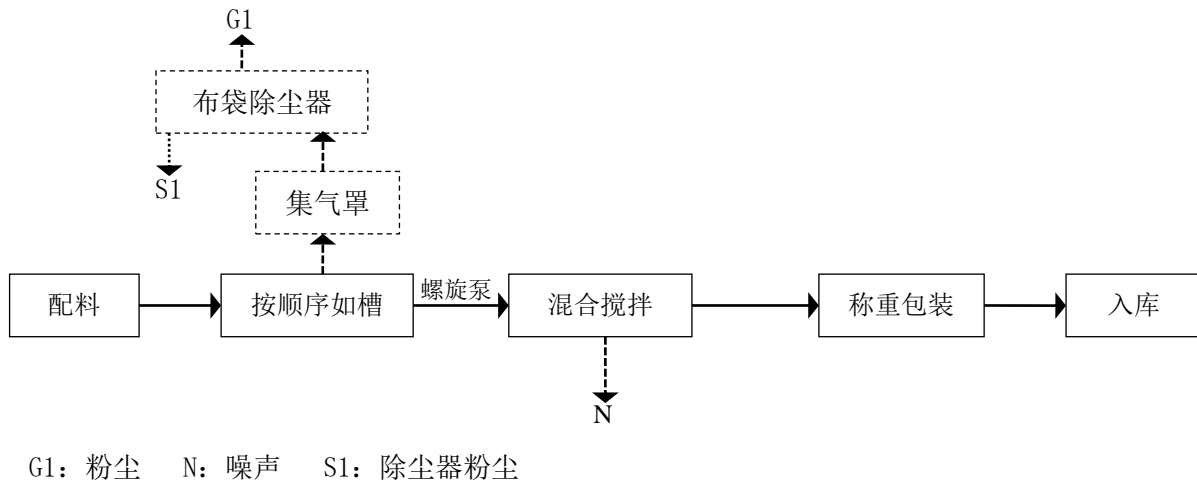 G1
布袋除尘器
S1
集气罩
配料
按顺序如槽
螺旋泵
混合搅拌
称重包装
入库
N
G1: 粉尘 N: 噪声 S1: 除尘器粉尘